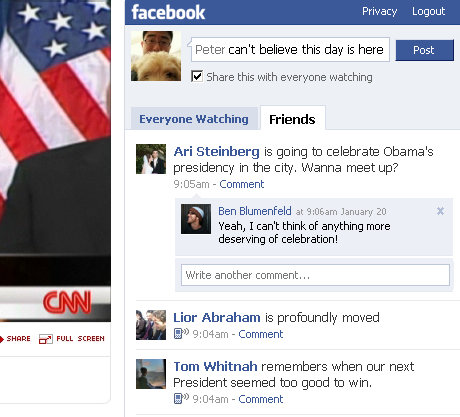 facebook
Privacy Logout
Peter can't believe this day is here
Post
Share this with everyone watching
Everyone Watching
Friends
Ari Steinberg is going to celebrate Obama's
presidency in the city. Wanna meet up?
9:05am - Comment
Ben Blumenfeld at 9:06am January 20 x
Yeah, I can't think of anything more
deserving of celebration!
Write another comment...
CNN
SHARE FULL SCREEN
Lior Abraham is profoundly moved
9:04am - Comment
Tom Whitnah remembers when our next
President seemed too good to win.
9:04am - Comment